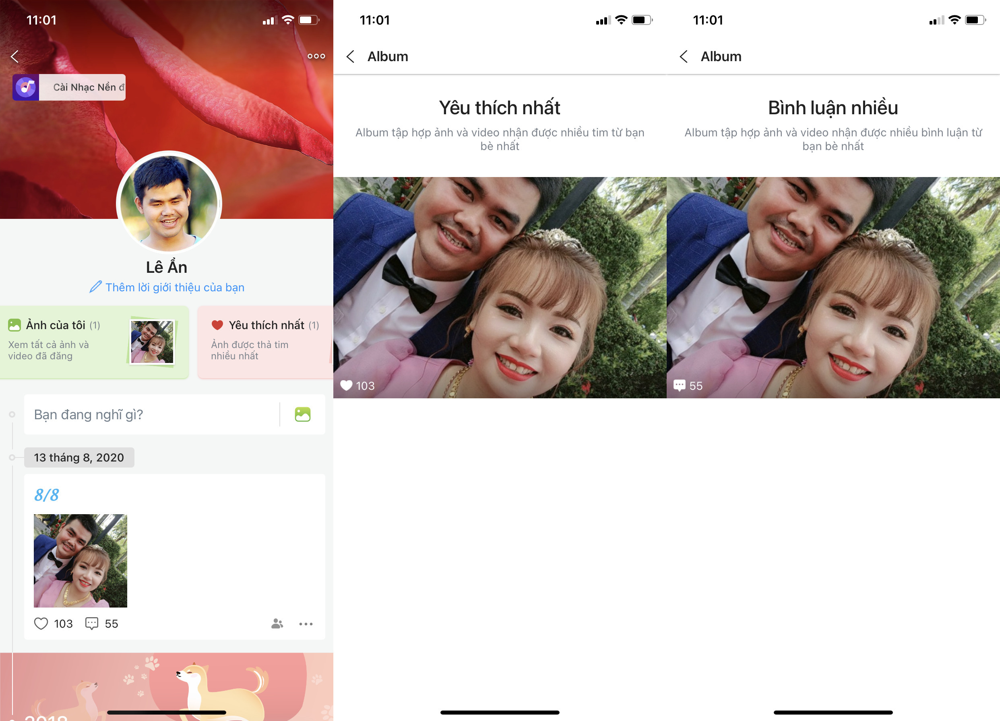 11:01
Cài Nhạc Nền đ
Lê Ẩn
Thêm lời giới thiệu của bạn
Ảnh của tôi (1)
Xem tất cả ảnh và
video đã đăng
Yêu thích nhất (1)
Ảnh được thả tim
nhiều nhất
Bạn đang nghĩ gì?
13 tháng 8, 2020
8/8
103
55
2018
11:01
Album
Yêu thích nhất
Album tập hợp ảnh và video nhận được nhiều tim từ bạn
bè nhất
103
11:01
Album
Bình luận nhiều
Album tập hợp ảnh và video nhận được nhiều bình luận từ
bạn bè nhất
55